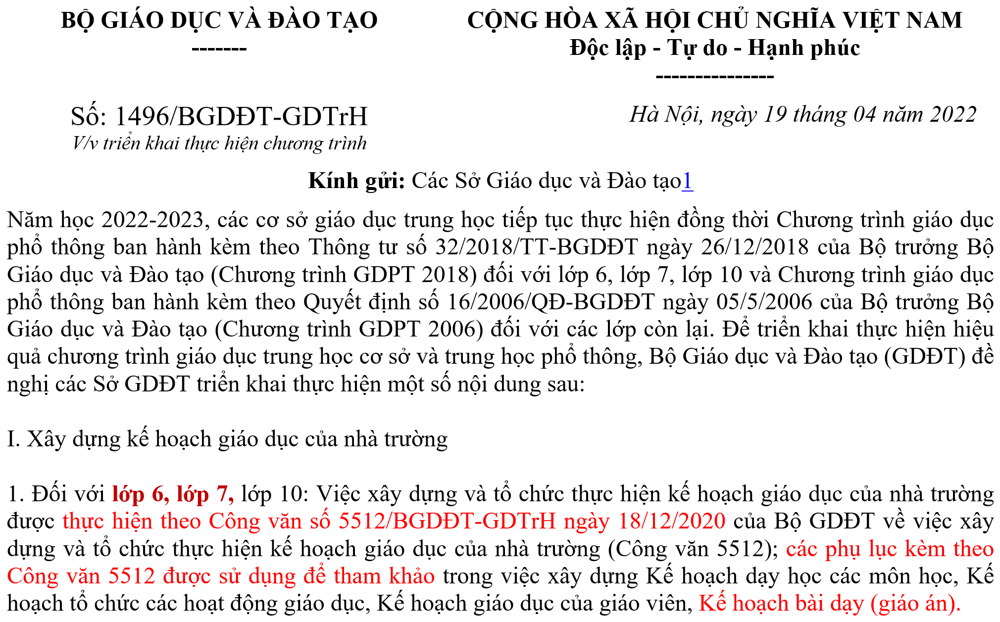 BỘ GIÁO DỤC VÀ ĐÀO TẠO
-------
CỘNG HÒA XÃ HỘI CHỦ NGHĨA VIỆT NAM
Độc lập - Tự do - Hạnh phúc
---------------
Số: 1496/BGDĐT-GDTrH
V/v triển khai thực hiện chương trình
Hà Nội, ngày 19 tháng 04 năm 2022
Kính gửi: Các Sở Giáo dục và Đào tạo1
Năm học 2022-2023, các cơ sở giáo dục trung học tiếp tục thực hiện đồng thời Chương trình giáo dục
phổ thông ban hành kèm theo Thông tư số 32/2018/TT-BGDĐT ngày 26/12/2018 của Bộ trưởng Bộ
Giáo dục và Đào tạo (Chương trình GDPT 2018) đối với lớp 6, lớp 7, lớp 10 và Chương trình giáo dục
phổ thông ban hành kèm theo Quyết định số 16/2006/QĐ-BGDĐT ngày 05/5/2006 của Bộ trưởng Bộ
Giáo dục và Đào tạo (Chương trình GDPT 2006) đối với các lớp còn lại. Để triển khai thực hiện hiệu
quả chương trình giáo dục trung học cơ sở và trung học phổ thông, Bộ Giáo dục và Đào tạo (GDĐT) đề
nghị các Sở GDĐT triển khai thực hiện một số nội dung sau:
I. Xây dựng kế hoạch giáo dục của nhà trường
1. Đối với lớp 6, lớp 7, lớp 10: Việc xây dựng và tổ chức thực hiện kế hoạch giáo dục của nhà trường
được thực hiện theo Công văn số 5512/BGDĐT-GDTrH ngày 18/12/2020 của Bộ GDĐT về việc xây
dựng và tổ chức thực hiện kế hoạch giáo dục của nhà trường (Công văn 5512); các phụ lục kèm theo
Công văn 5512 được sử dụng để tham khảo trong việc xây dựng Kế hoạch dạy học các môn học, Kế
hoạch tổ chức các hoạt động giáo dục, Kế hoạch giáo dục của giáo viên, Kế hoạch bài dạy (giáo án).